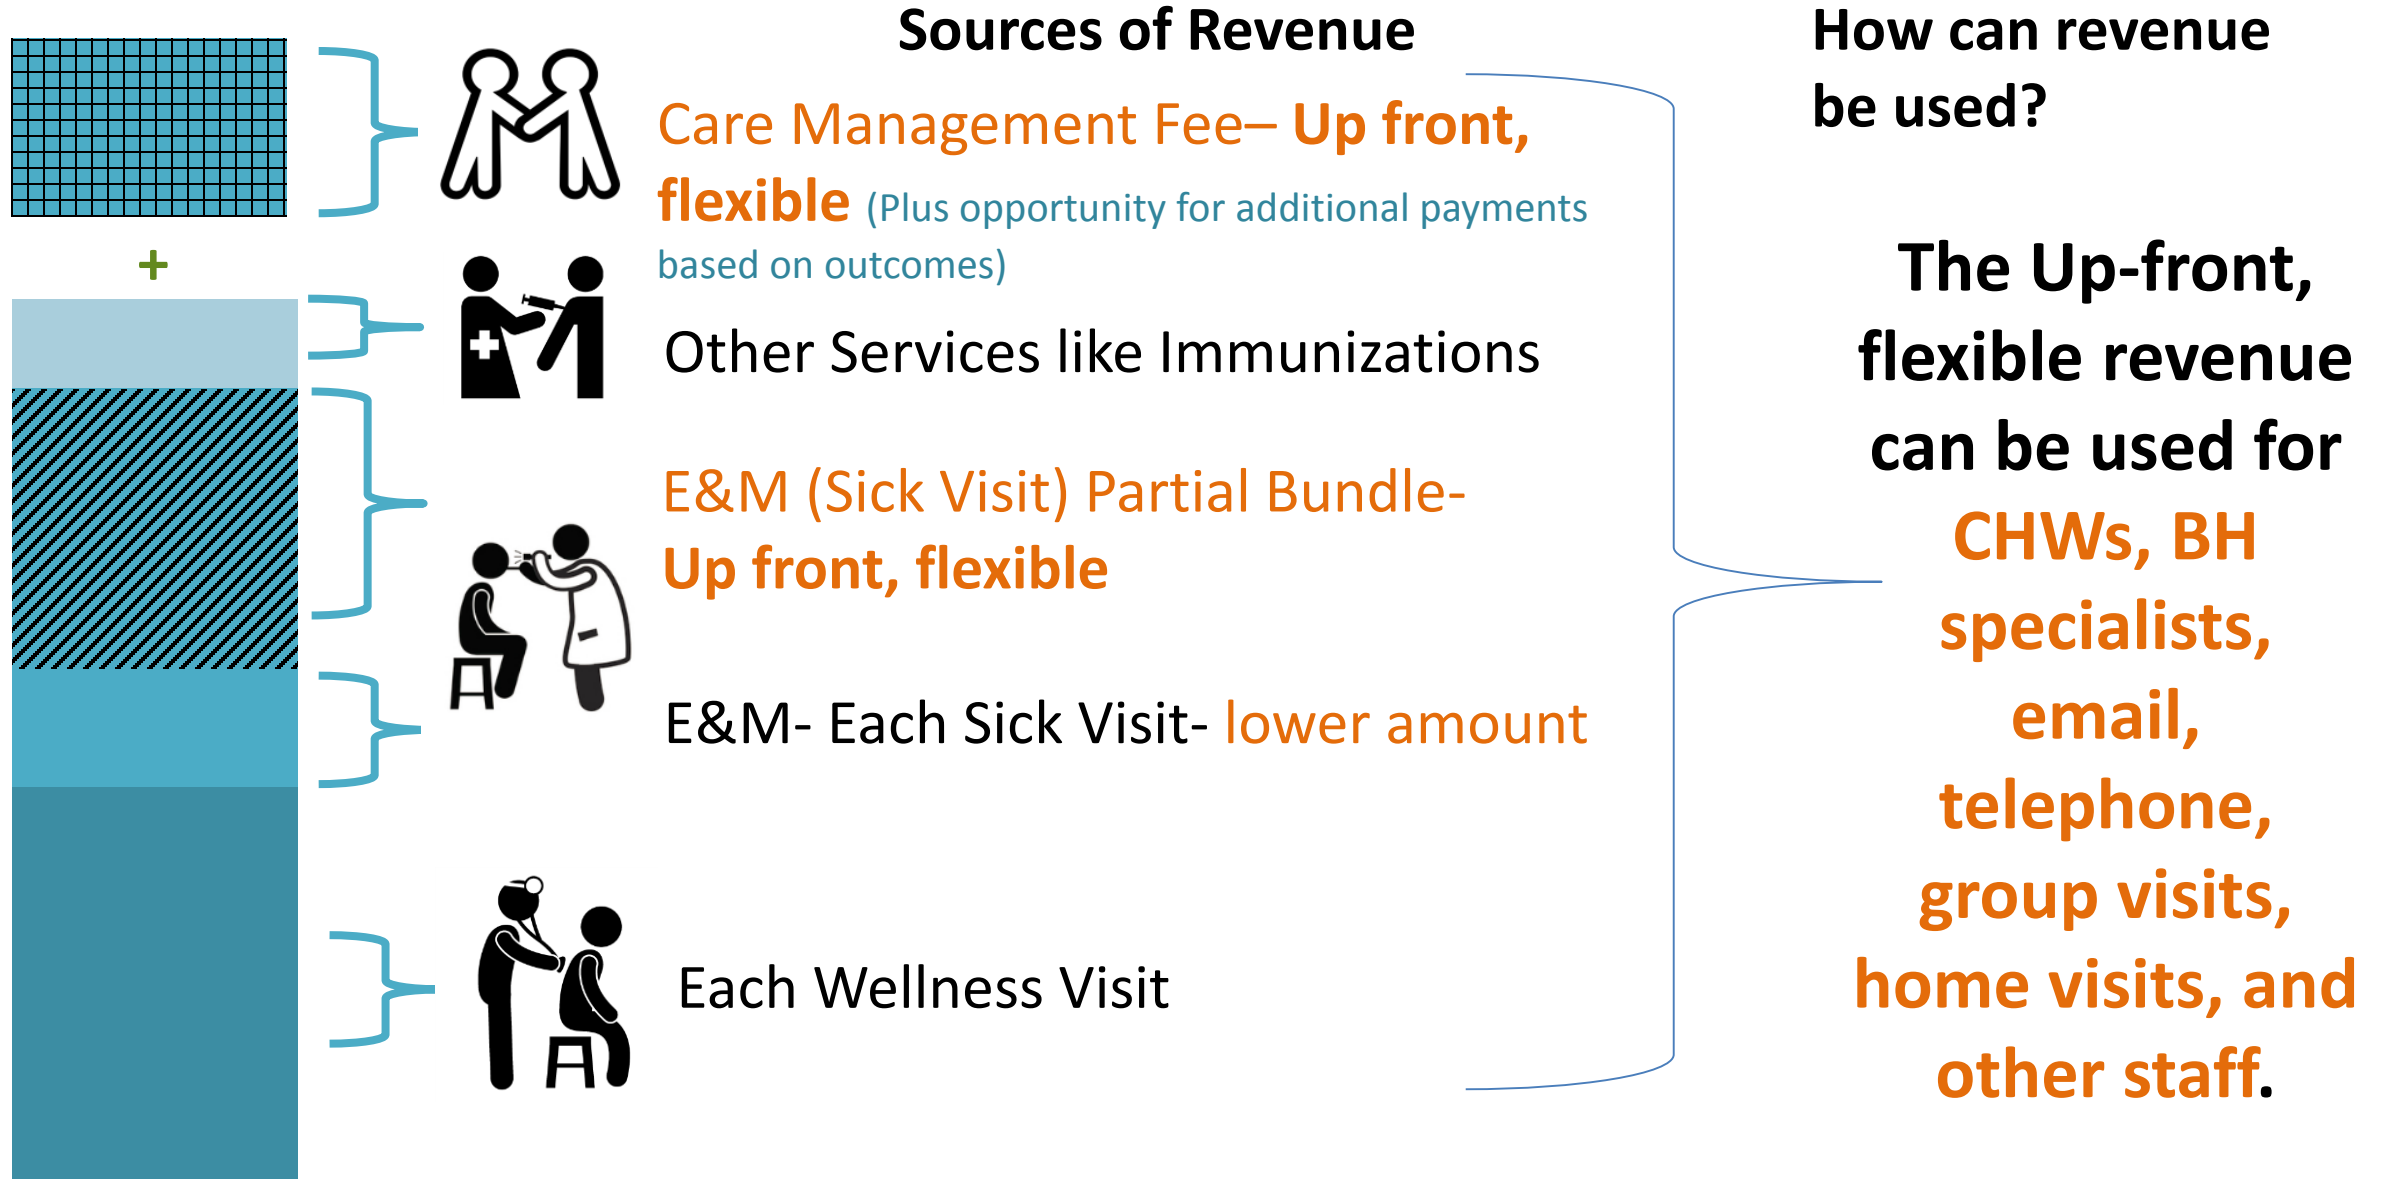 Sources of Revenue
Care Management Fee– Up front,
flexible (Plus opportunity for additional payments
based on outcomes)
+
Other Services like Immunizations
E&M (Sick Visit) Partial Bundle-
Up front, flexible
E&M- Each Sick Visit- lower amount
Each Wellness Visit
How can revenue
be used?
The Up-front,
flexible revenue
can be used for
CHWs, BH
specialists,
email,
telephone,
group visits,
home visits, and
other staff.